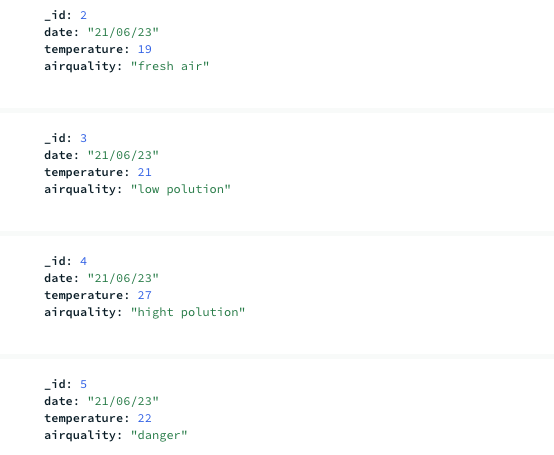 _id: 2
date: "21/06/23"
temperature: 19
airquality: "fresh air"
_id: 3
date: "21/06/23"
temperature: 21
airquality: "low polution"
_id: 4
date: "21/06/23"
temperature: 27
airquality: "hight polution"
_id: 5
date: "21/06/23"
temperature: 22
airquality: "danger"